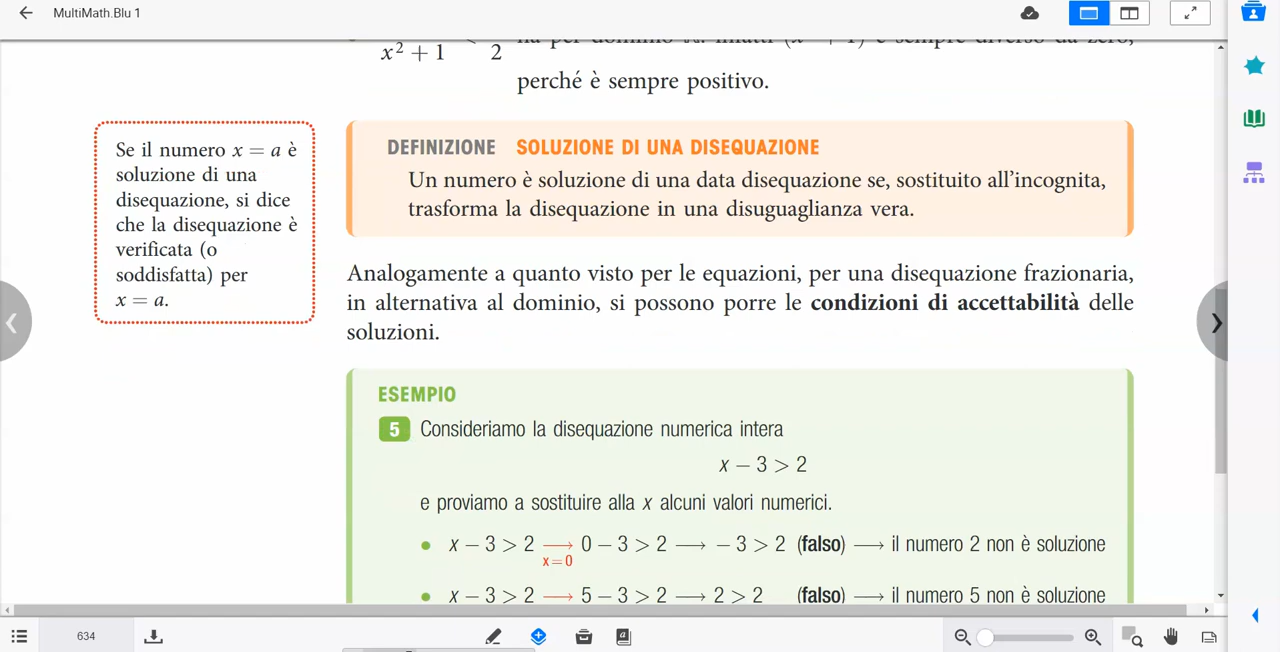 MultiMath.Blu 1
x² + 1 2
perché è sempre positivo.
Se il numero x = a è
soluzione di una
disequazione, si dice
che la disequazione è
verificata (o
soddisfatta) per
x = a.
DEFINIZIONE SOLUZIONE DI UNA DISEQUAZIONE
Un numero è soluzione di una data disequazione se, sostituito all'incognita,
trasforma la disequazione in una disuguaglianza vera.
Analogamente a quanto visto per le equazioni, per una disequazione frazionaria,
in alternativa al dominio, si possono porre le condizioni di accettabilità delle
soluzioni.
ESEMPIO
5 Consideriamo la disequazione numerica intera
x − 3 > 2
e proviamo a sostituire alla x alcuni valori numerici.
• x − 3 > 2 → 0 − 3 > 2 → − 3 > 2 (falso) → il numero 2 non è soluzione
x = 0
• x − 3 > 2 → 5 − 3 > 2 → 2 > 2 (falso) → il numero 5 non è soluzione
634